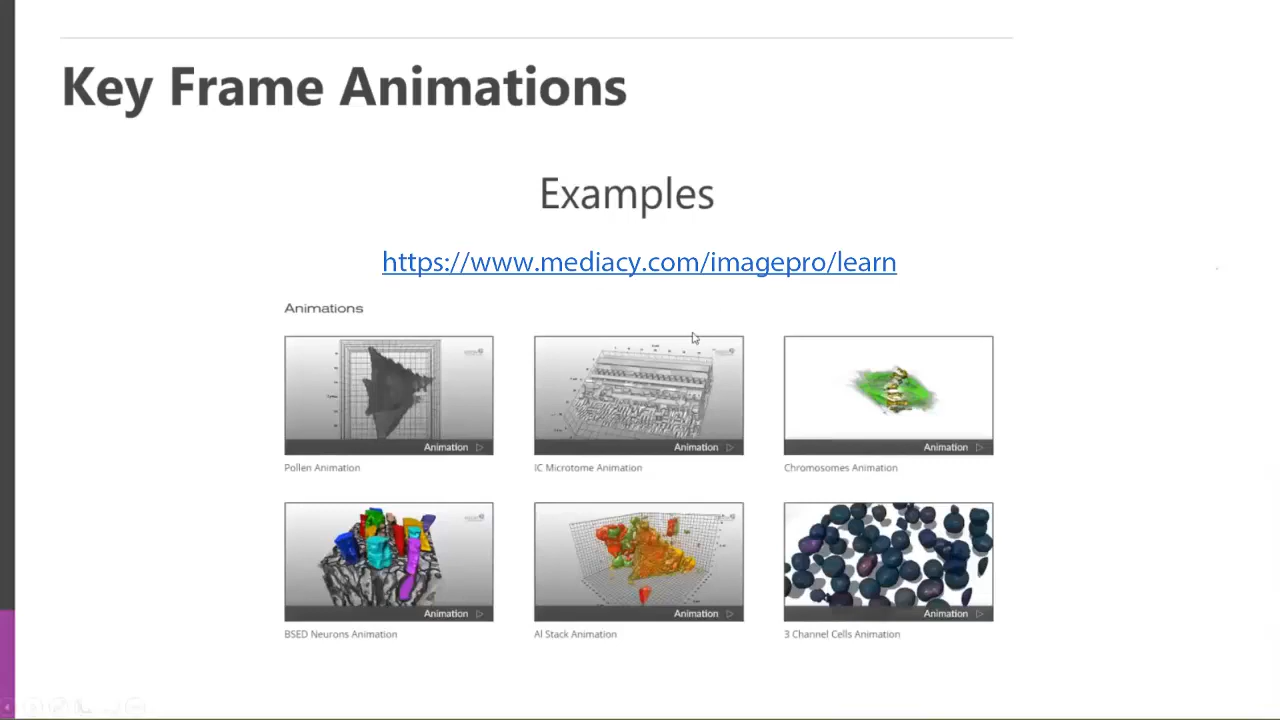 Key Frame Animations
Examples
https://www.mediacy.com/imagepro/learn
Animations
Animation
Animation
Animation
Pollen Animation
IC Microtome Animation
Chromosomes Animation
Animation
Animation
Animation
BSED Neurons Animation
Al Stack Animation
3 Channel Cells Animation